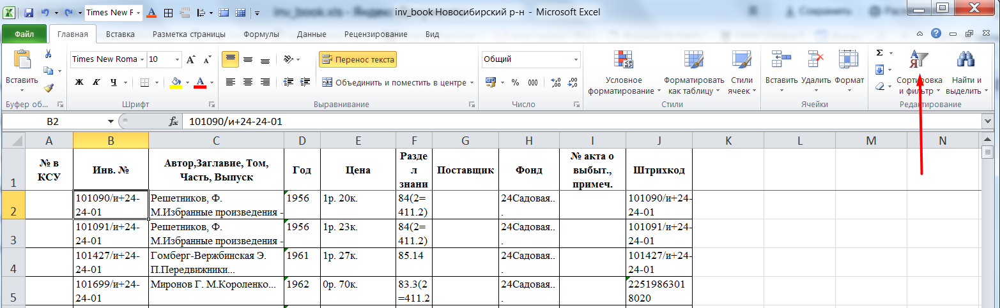 Times New F
inv_book Новосибирский р-н - Microsoft Excel
Файл Главная Вставка Разметка страницы Формулы Данные Рецензирование Вид
Вставить
Буфер об...
Times New Roma 10
Ж К Ч
Шрифт
Перенос текста
Объединить и поместить в центре
Выравнивание
Общий
% 000
Число
Условное форматирование
Форматировать как таблицу
Стили ячеек
Стили
Вставить Удалить Формат
Ячейки
Σ
Сортировка и фильтр
Найти и выделить
Редактирование
B2 fx 101090/и+24-24-01
A B C D E F G H I J K L M N
1 № в КСУ Инв. № Автор,Заглавие, Том, Часть, Выпуск Год Цена Раздел знани Поставщик Фонд № акта о выбыт., примеч. Штрихкод
2 101090/и+24-24-01 Решетников, Ф. М.Избранные произведения - 1956 1р. 20к. 84(2=411.2) 24Садовая... 101090/и+24-24-01
3 101091/и+24-24-01 Решетников, Ф. М.Избранные произведения - 1956 1р. 23к. 84(2=411.2) 24Садовая... 101091/и+24-24-01
4 101427/и+24-24-01 Гомберг-Вержбинская Э. П.Передвижники... 1961 1р. 27к. 85.14 24Садовая... 101427/и+24-24-01
5 101699/и+24-24-01 Миронов Г. М.Короленко... 1962 0р. 70к. 83.3(2=411.2 24Садовая... 22519863018020